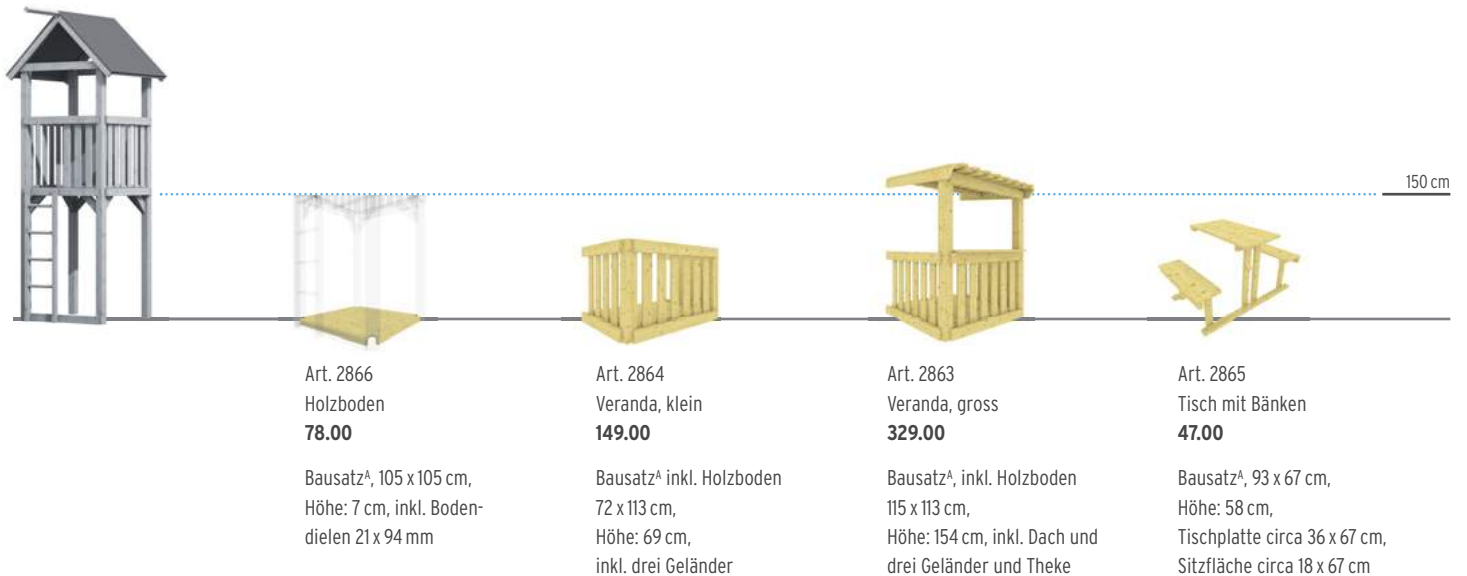 150 cm
Art. 2866
Holzboden
78.00
Bausatzᴬ, 105 x 105 cm,
Höhe: 7 cm, inkl. Boden-
dielen 21 x 94 mm
Art. 2864
Veranda, klein
149.00
Bausatzᴬ inkl. Holzboden
72 x 113 cm,
Höhe: 69 cm,
inkl. drei Geländer
Art. 2863
Veranda, gross
329.00
Bausatzᴬ, inkl. Holzboden
115 x 113 cm,
Höhe: 154 cm, inkl. Dach und
drei Geländer und Theke
Art. 2865
Tisch mit Bänken
47.00
Bausatzᴬ, 93 x 67 cm,
Höhe: 58 cm,
Tischplatte circa 36 x 67 cm,
Sitzfläche circa 18 x 67 cm